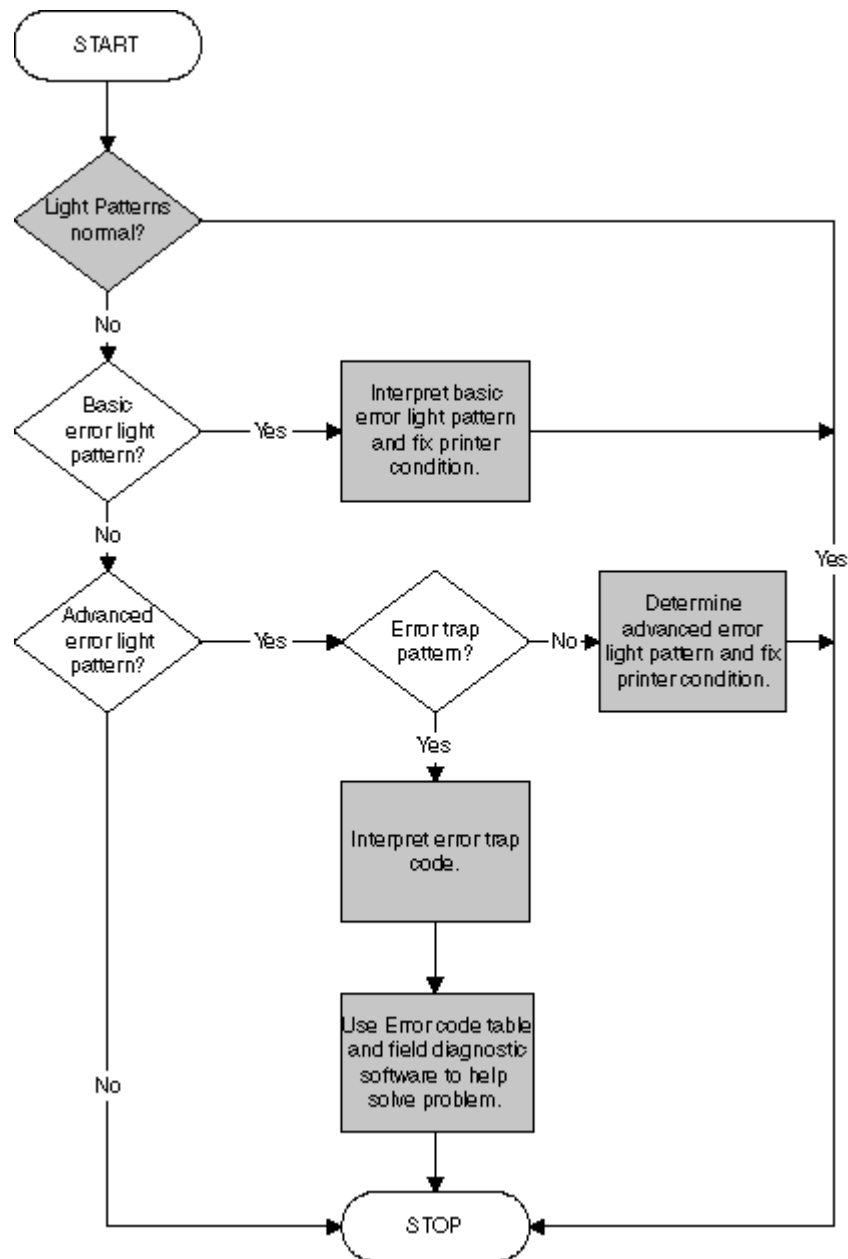 START
Light Patterns
normal?
No
Basic
error light
pattern?
Yes
Interpret basic
error light pattern
and fix printer
condition.
No
Yes
Advanced
error light
pattern?
Yes
Error trap
pattern?
No
Determine
advanced error
light pattern and fix
printer condition.
Yes
Interpret error trap
code.
Use Error code table
and field diagnostic
software to help
solve problem.
No
STOP